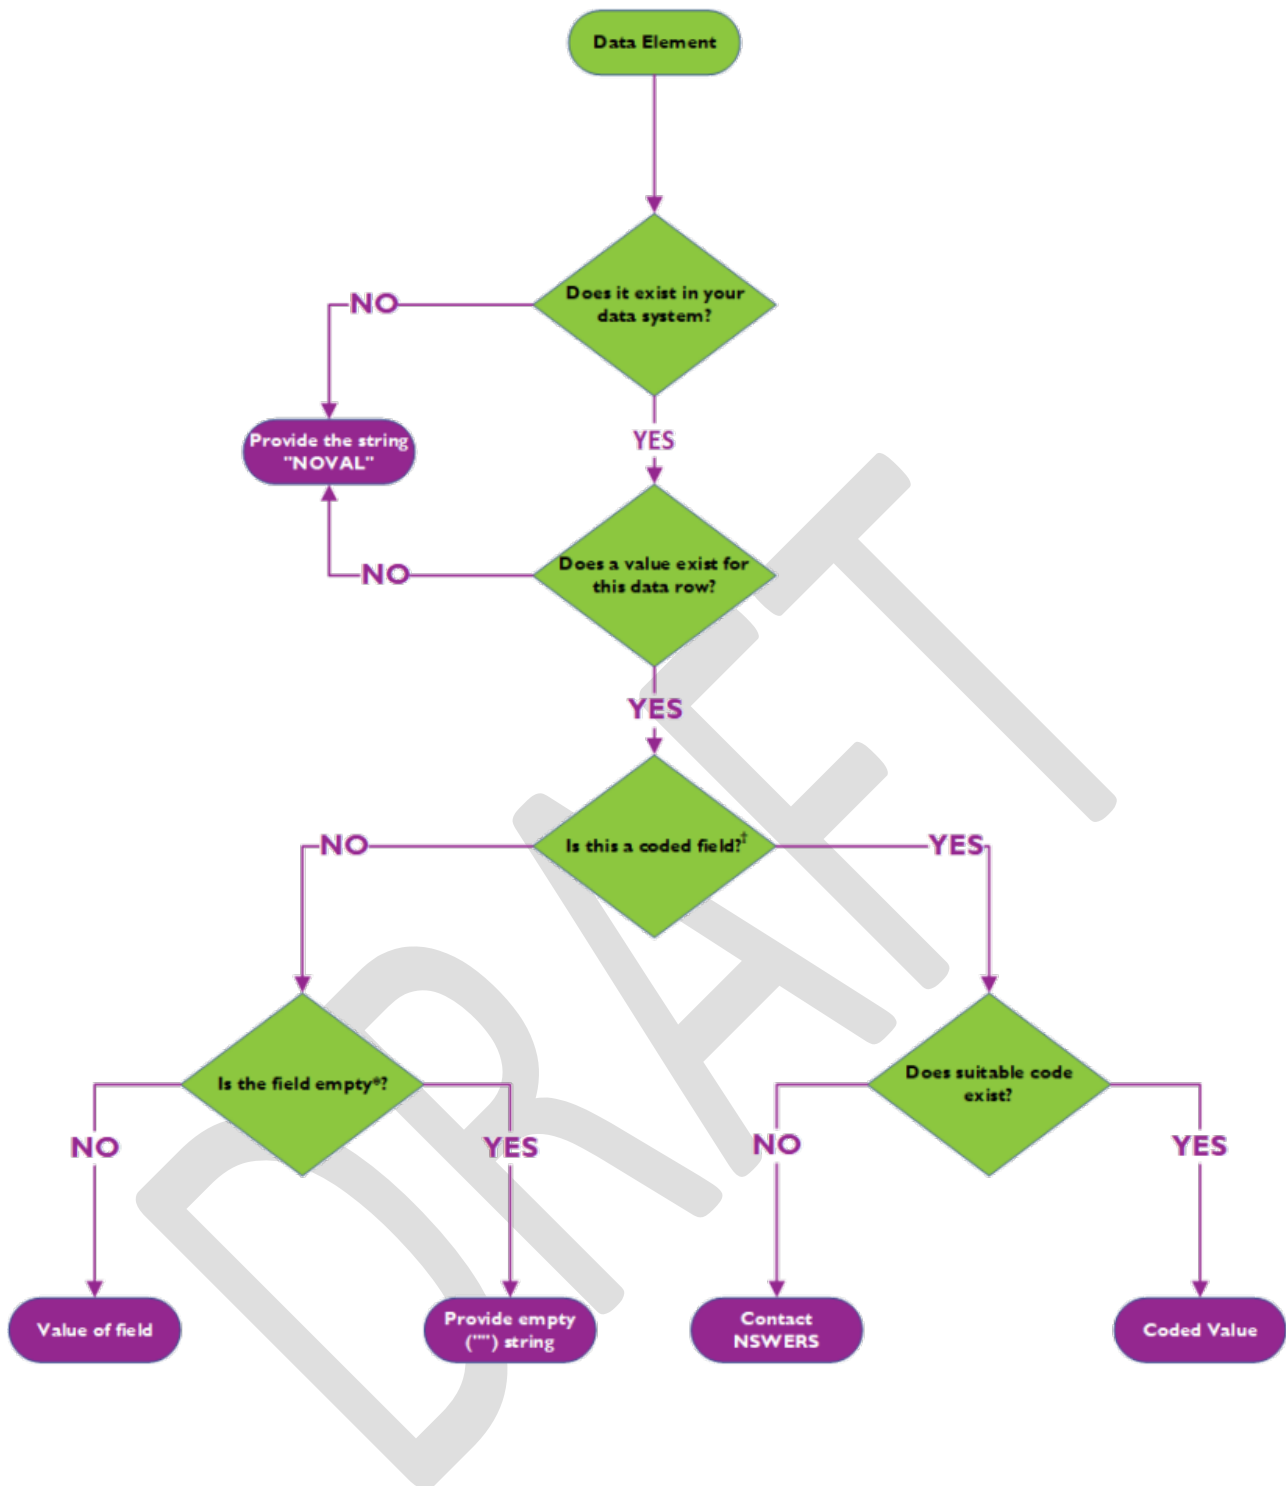 Data Element
Does it exist in your
data system?
NO
YES
Provide the string
"NOVAL"
Does a value exist for
this data row?
NO
YES
Is this a coded field?‡
NO
YES
Is the field empty*?
Does suitable code
exist?
NO
YES
NO
YES
Value of field
Provide empty
("") string
Contact
NSWERS
Coded Value
DRAFT